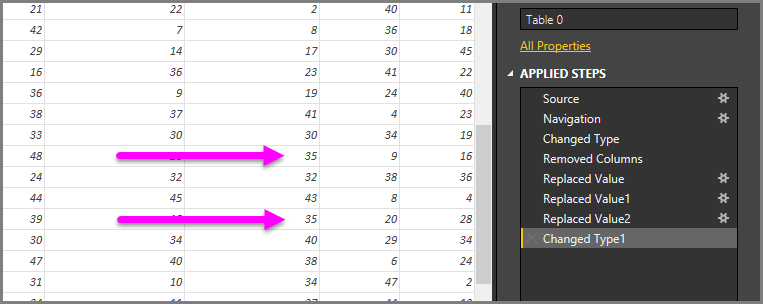 21 22 2 40 11
42 7 8 36 18
29 14 17 30 45
16 36 23 41 22
36 9 19 24 40
38 37 41 4 23
33 30 30 34 19
48 35 9 16
24 32 32 38 36
44 45 43 8 4
39 35 20 28
30 34 40 29 34
47 40 38 6 24
31 10 34 47 2
Table 0
All Properties
APPLIED STEPS
Source
Navigation
Changed Type
Removed Columns
Replaced Value
Replaced Value1
Replaced Value2
Changed Type1